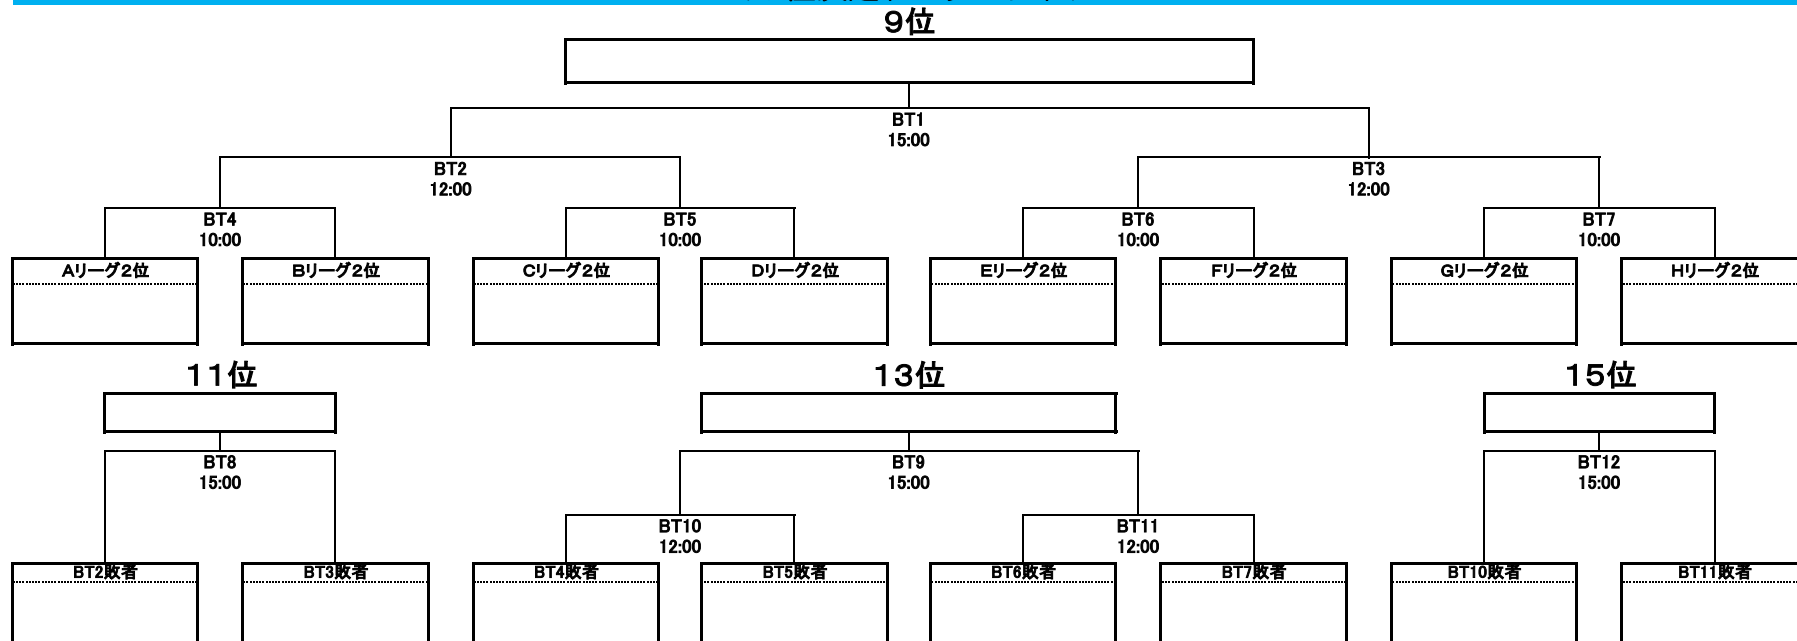 9位
BT1
15:00
BT2
12:00
BT3
12:00
BT4
10:00
BT5
10:00
BT6
10:00
BT7
10:00
Aリーグ2位
Bリーグ2位
Cリーグ2位
Dリーグ2位
Eリーグ2位
Fリーグ2位
Gリーグ2位
Hリーグ2位
11位
13位
15位
BT8
15:00
BT9
15:00
BT12
15:00
BT10
12:00
BT11
12:00
BT2敗者
BT3敗者
BT4敗者
BT5敗者
BT6敗者
BT7敗者
BT10敗者
BT11敗者